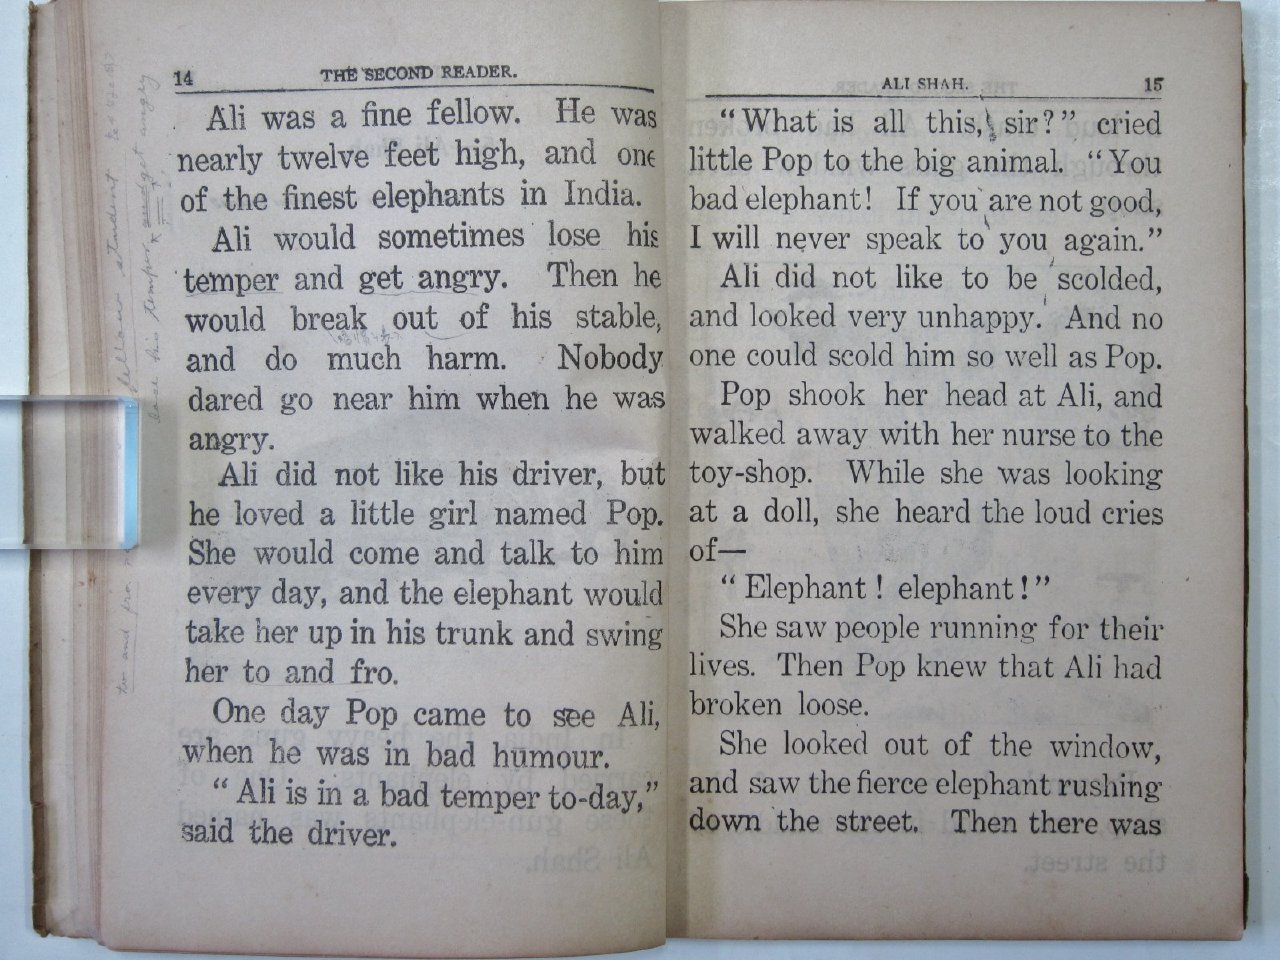 14 THE SECOND READER.
Ali was a fine fellow. He was
nearly twelve feet high, and one
of the finest elephants in India.
Ali would sometimes lose his
temper and get angry. Then he
would break out of his stable,
and do much harm. Nobody
dared go near him when he was
angry.
Ali did not like his driver, but
he loved a little girl named Pop.
She would come and talk to him
every day, and the elephant would
take her up in his trunk and swing
her to and fro.
One day Pop came to see Ali,
when he was in bad humour.
“Ali is in a bad temper to-day,”
said the driver.
ALI SHAH. 15
“What is all this, sir?” cried
little Pop to the big animal. “You
bad elephant! If you are not good,
I will never speak to you again.”
Ali did not like to be scolded,
and looked very unhappy. And no
one could scold him so well as Pop.
Pop shook her head at Ali, and
walked away with her nurse to the
toy-shop. While she was looking
at a doll, she heard the loud cries
of—
“Elephant! elephant!”
She saw people running for their
lives. Then Pop knew that Ali had
broken loose.
She looked out of the window,
and saw the fierce elephant rushing
down the street. Then there was